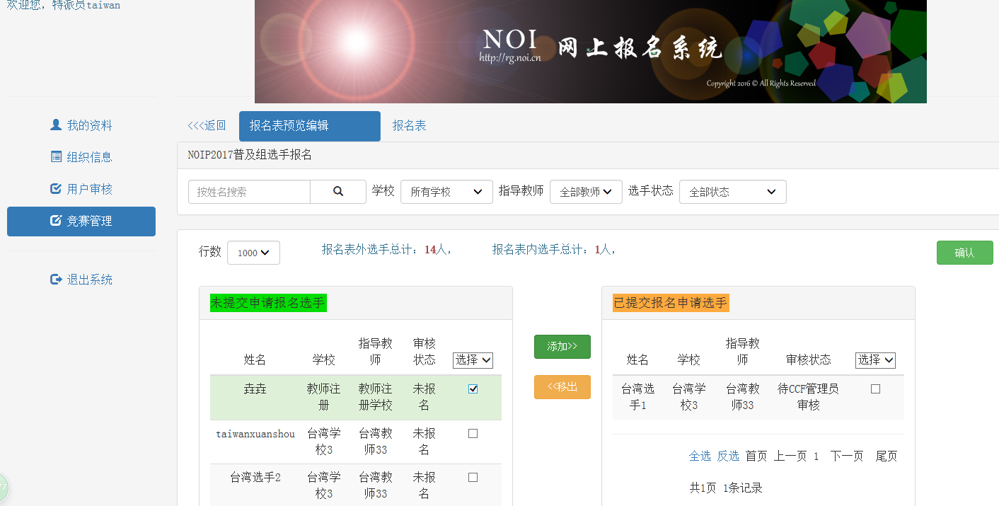 欢迎您，特派员taiwan
NOI
http://rg.noi.cn
网上报名系统
Copyright 2016 © All Rights Reserved
我的资料
组织信息
用户审核
竞赛管理
退出系统
<<<返回 报名表预览编辑 报名表
NOIP2017普及组选手报名
按姓名搜索 学校 所有学校 指导教师 全部教师 选手状态 全部状态
行数 1000 报名表外选手总计：14人， 报名表内选手总计：1人， 确认
未提交申请报名选手
姓名 学校 指导教师 审核状态 选择
垚垚 教师注册 教师注册学校 未报名
taiwanxuanshou 台湾学校3 台湾教师33 未报名
台湾选手2 台湾学校3 台湾教师33 未报名
添加>>
<<移出
已提交报名申请选手
姓名 学校 指导教师 审核状态 选择
台湾选手1 台湾学校3 台湾教师33 待CCF管理员审核
全选 反选 首页 上一页 1 下一页 尾页
共1页 1条记录